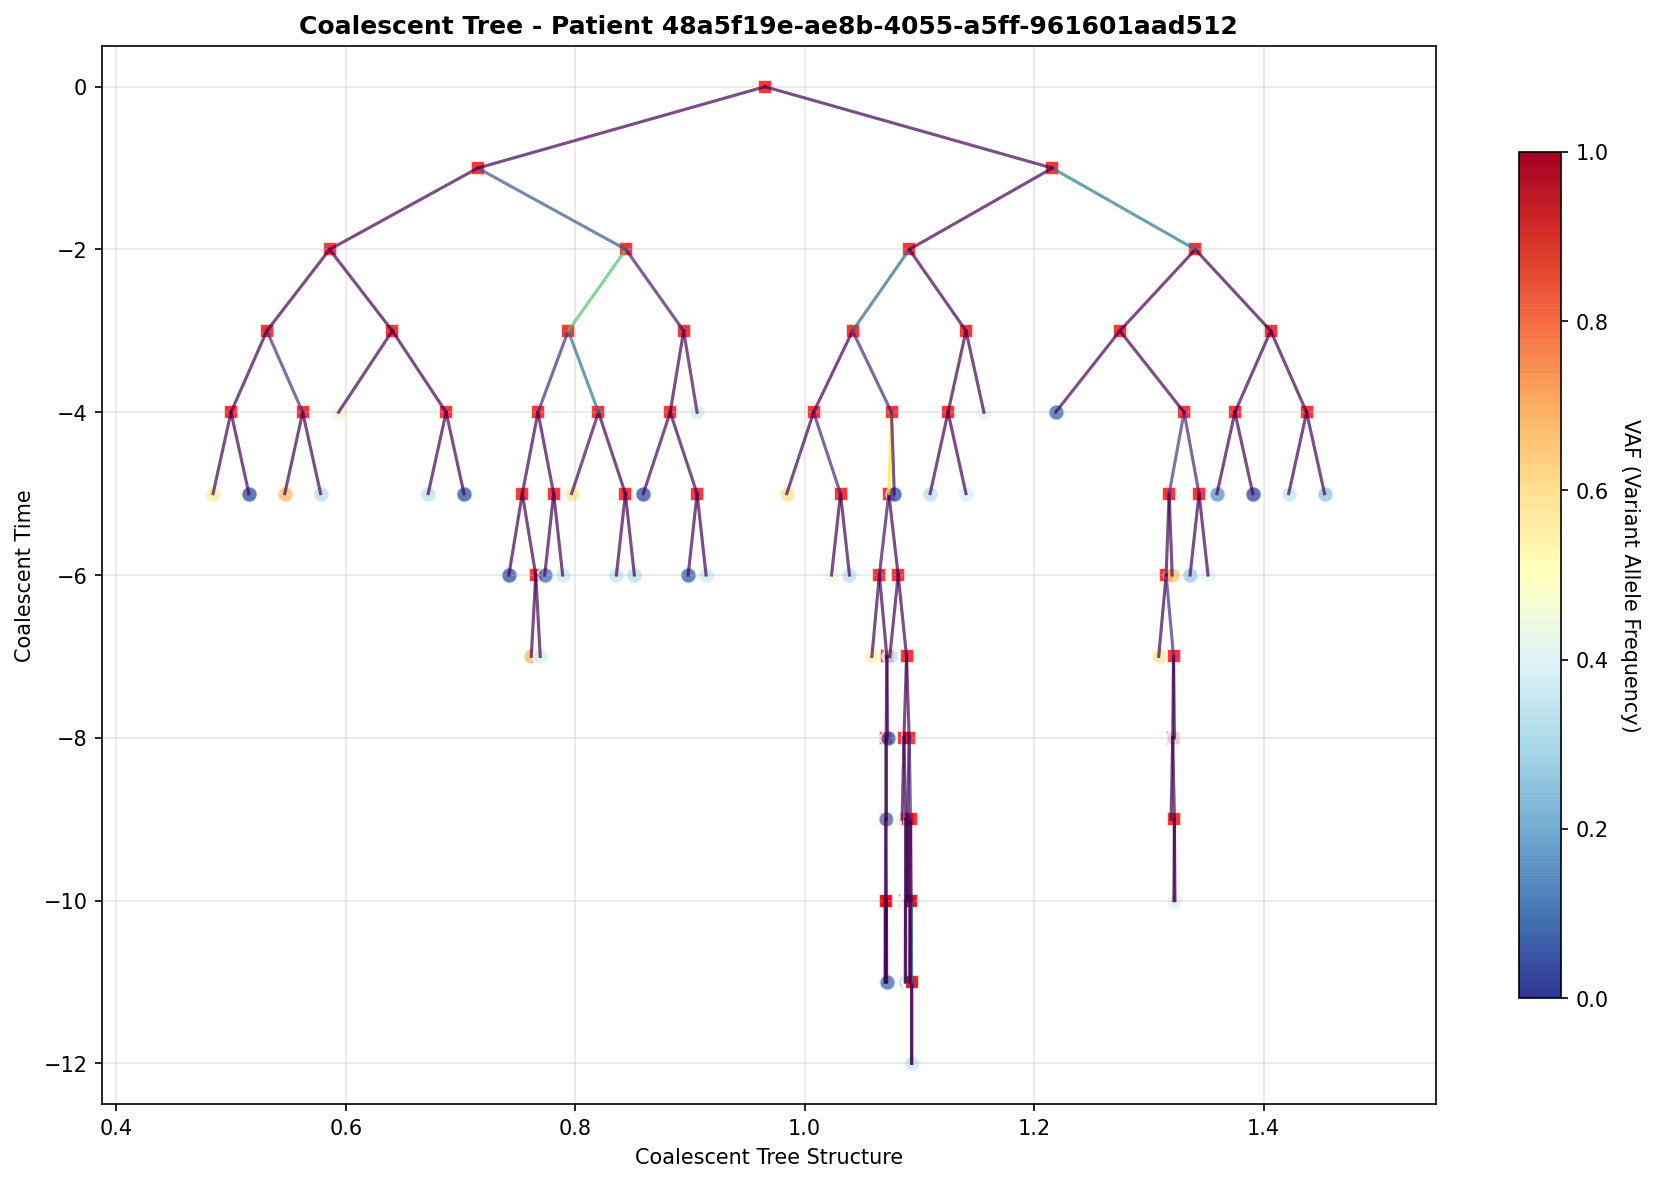 Coalescent Tree - Patient 48a5f19e-ae8b-4055-a5ff-961601aad512
Coalescent Time
0
−2
−4
−6
−8
−10
−12
0.4 0.6 0.8 1.0 1.2 1.4
Coalescent Tree Structure
1.0
0.8
0.6
0.4
0.2
0.0
VAF (Variant Allele Frequency)